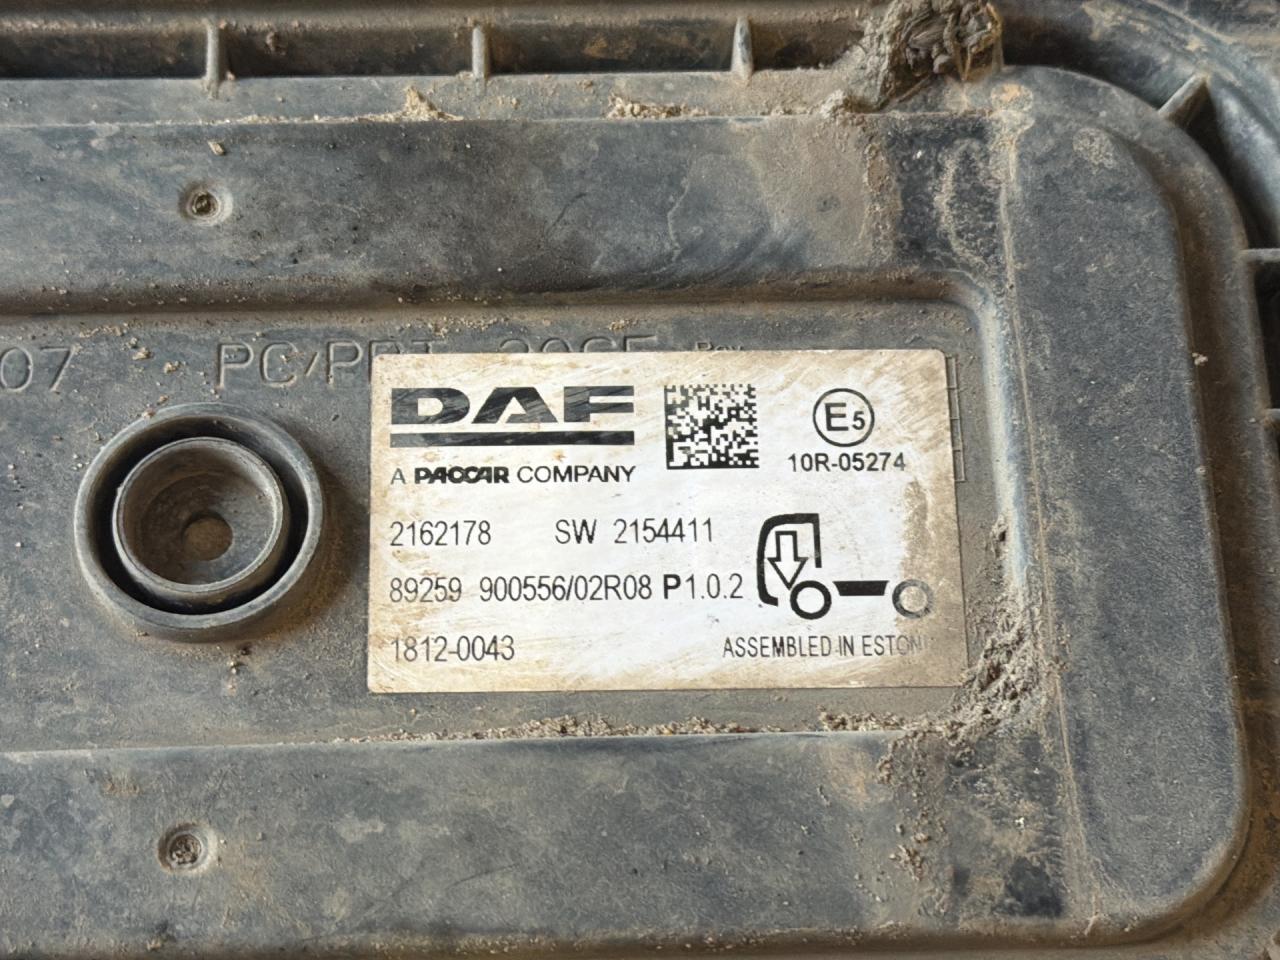 07 PC/PBT
DAF
A PACCAR COMPANY
E5
10R-05274
2162178 SW 2154411
89259 900556/02R08 P1.0.2
1812-0043
ASSEMBLED IN ESTON